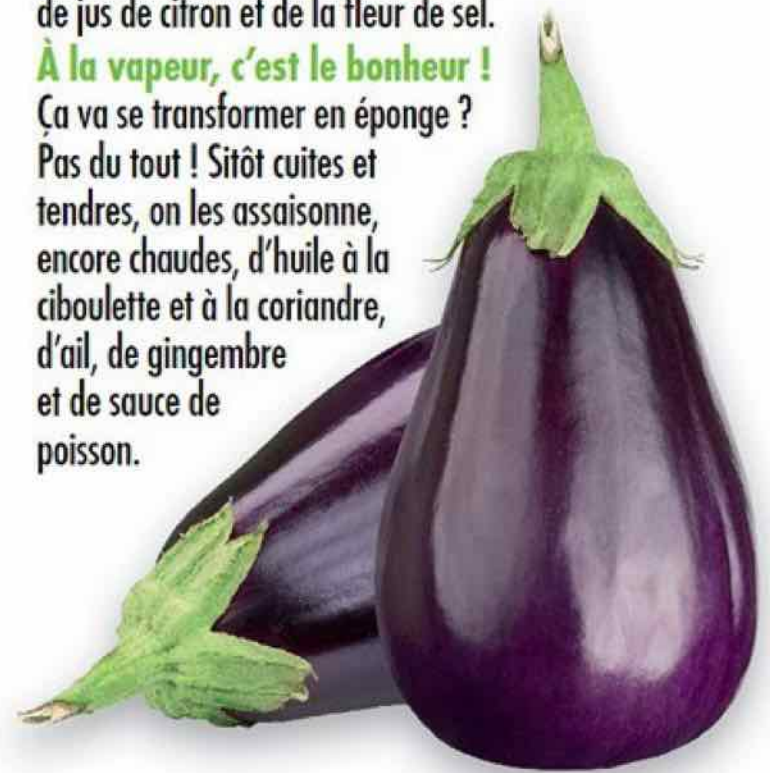 de jus de citron et de la fleur de sel.
À la vapeur, c'est le bonheur !
Ça va se transformer en éponge ?
Pas du tout ! Sitôt cuites et
tendres, on les assaisonne,
encore chaudes, d'huile à la
ciboulette et à la coriandre,
d'ail, de gingembre
et de sauce de
poisson.